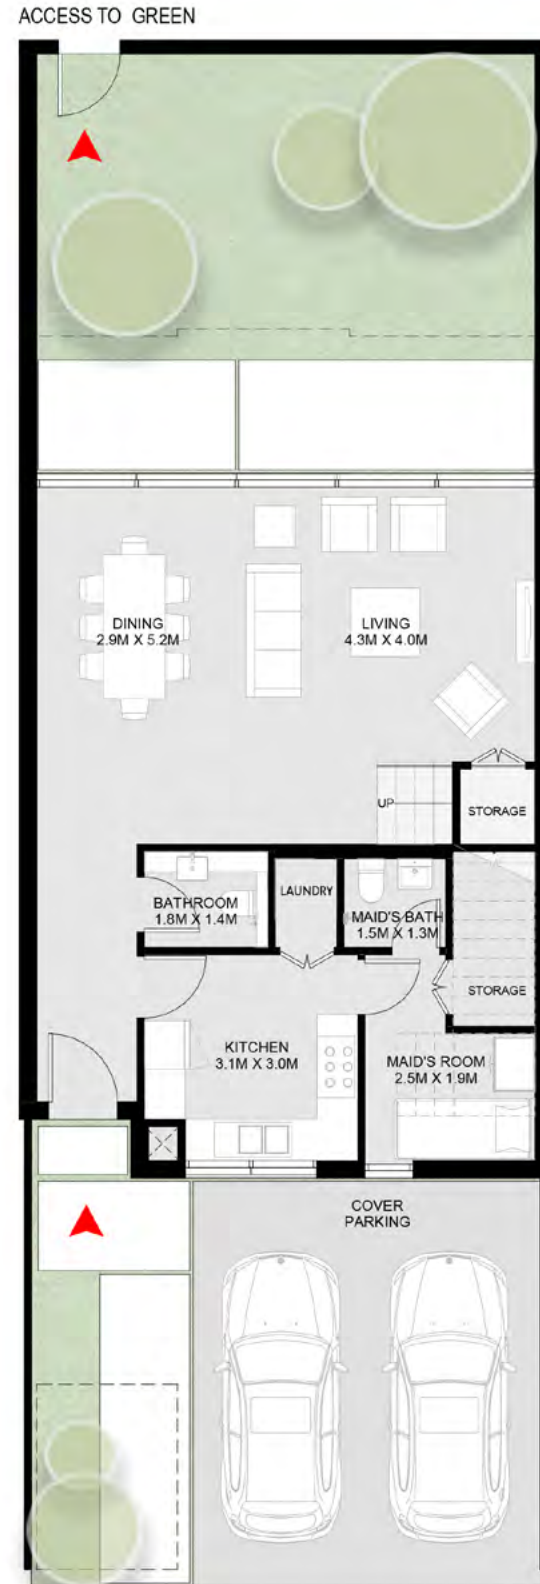 ACCESS TO GREEN
DINING
2.9M X 5.2M
LIVING
4.3M X 4.0M
UP
STORAGE
BATHROOM
1.8M X 1.4M
LAUNDRY
MAID'S BATH
1.5M X 1.3M
STORAGE
KITCHEN
3.1M X 3.0M
MAID'S ROOM
2.5M X 1.9M
COVER
PARKING